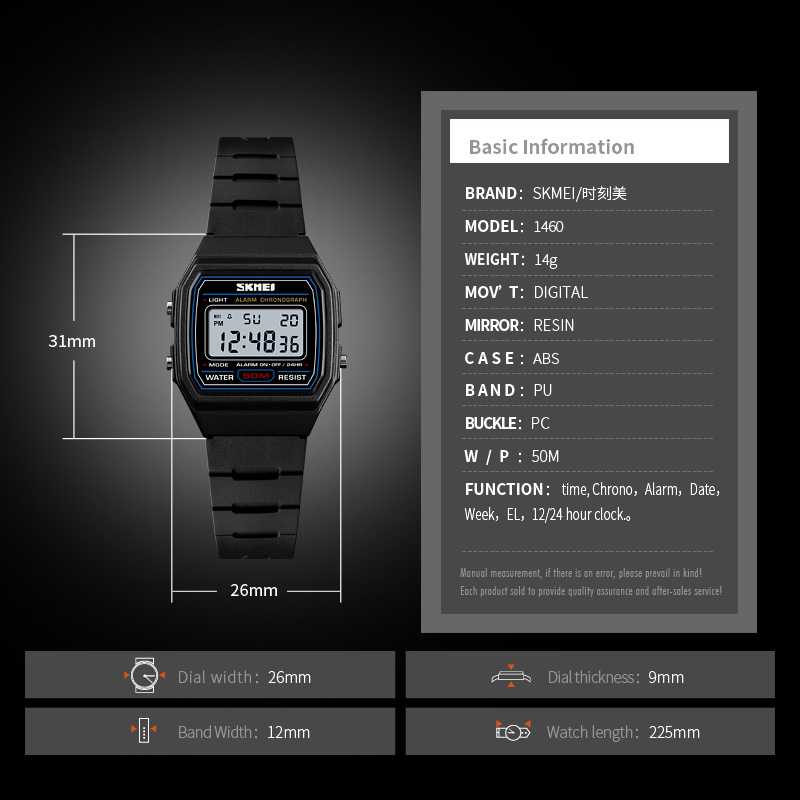 Basic Information
BRAND: SKMEI/时刻美
MODEL: 1460
WEIGHT: 14g
MOV' T: DIGITAL
MIRROR: RESIN
CASE: ABS
BAND: PU
BUCKLE: PC
W / P : 50M
FUNCTION: time, Chrono, Alarm, Date,
Week, EL, 12/24 hour clock.。
Manual measurement, if there is an error, please prevail in kind!
Each product sold to provide quality assurance and after-sales service!
SKMEI
LIGHT ALARM CHRONOGRAPH
SU 20
PM
12:48 36
MODE ALARM ON·OFF / 24HR
WATER 50M RESIST
31mm
26mm
Dial width: 26mm
Dial thickness: 9mm
Band Width: 12mm
Watch length: 225mm